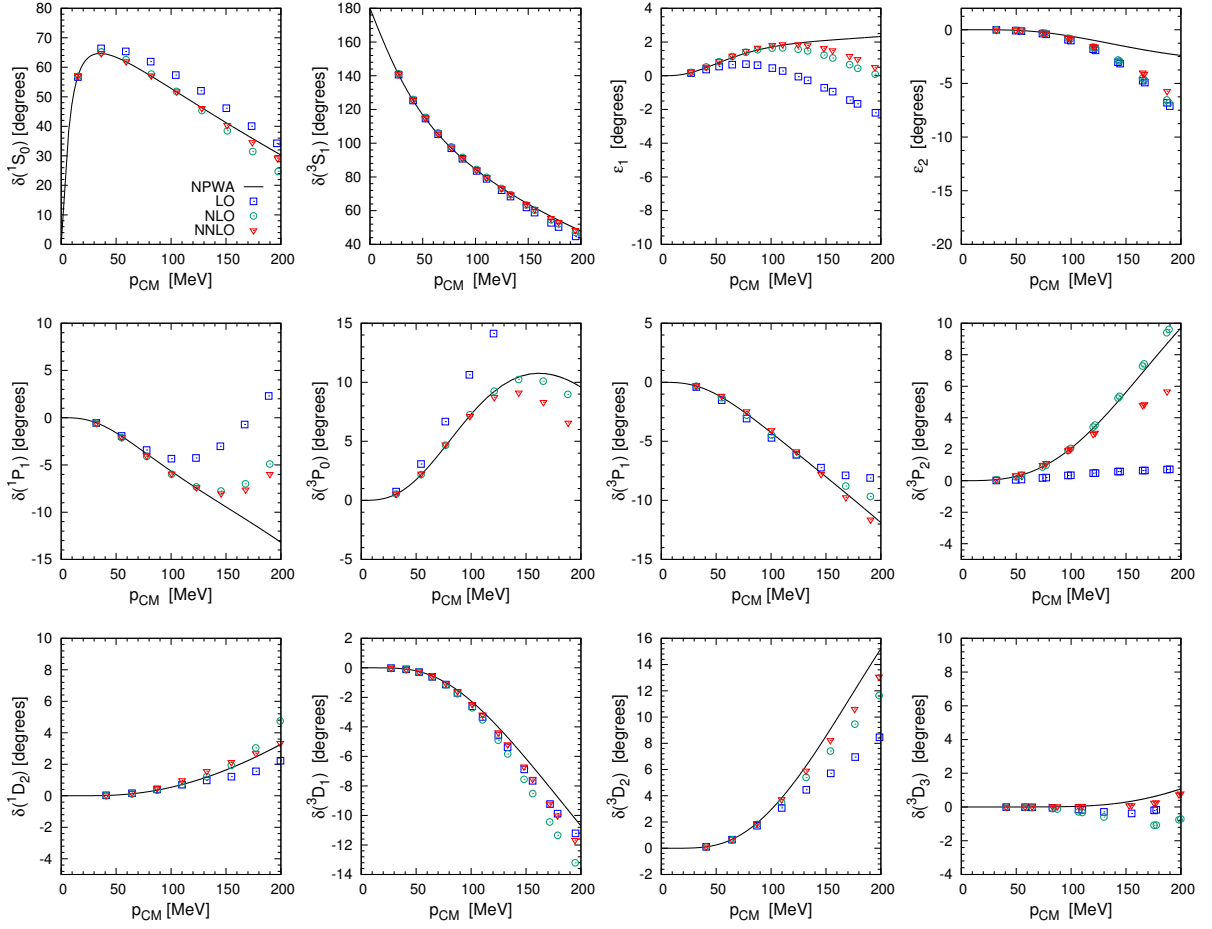 δ(¹S₀) [degrees]
80
70
60
50
40
30
20
10
0
NPWA
LO
NLO
NNLO
0 50 100 150 200
p_CM [MeV]
δ(³S₁) [degrees]
180
160
140
120
100
80
60
40
0 50 100 150 200
p_CM [MeV]
ε₁ [degrees]
4
2
0
-2
-4
-6
-8
-10
0 50 100 150 200
p_CM [MeV]
ε₂ [degrees]
0
-5
-10
-15
-20
0 50 100 150 200
p_CM [MeV]
δ(¹P₁) [degrees]
10
5
0
-5
-10
-15
0 50 100 150 200
p_CM [MeV]
δ(³P₀) [degrees]
15
10
5
0
-5
0 50 100 150 200
p_CM [MeV]
δ(³P₁) [degrees]
5
0
-5
-10
-15
0 50 100 150 200
p_CM [MeV]
δ(³P₂) [degrees]
10
8
6
4
2
0
-2
-4
0 50 100 150 200
p_CM [MeV]
δ(¹D₂) [degrees]
10
8
6
4
2
0
-2
-4
0 50 100 150 200
p_CM [MeV]
δ(³D₁) [degrees]
2
0
-2
-4
-6
-8
-10
-12
-14
0 50 100 150 200
p_CM [MeV]
δ(³D₂) [degrees]
16
14
12
10
8
6
4
2
0
-2
0 50 100 150 200
p_CM [MeV]
δ(³D₃) [degrees]
10
8
6
4
2
0
-2
-4
0 50 100 150 200
p_CM [MeV]